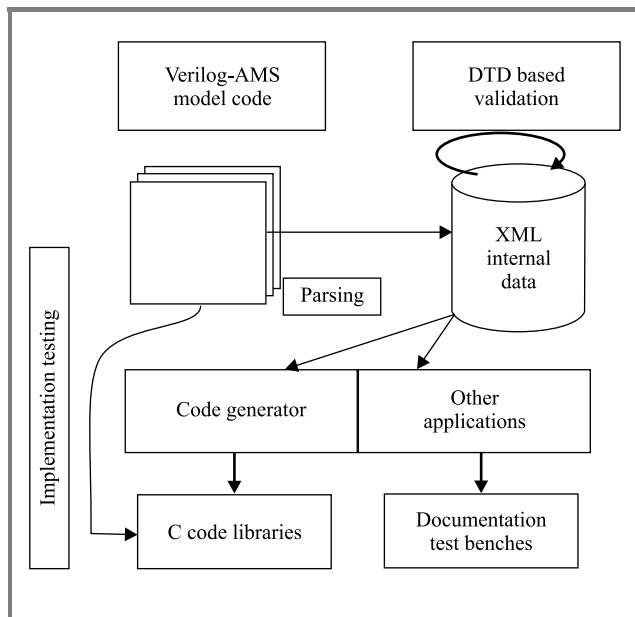 Verilog-AMS
model code
DTD based
validation
XML
internal
data
Parsing
Implementation testing
Code generator
Other
applications
C code libraries
Documentation
test benches